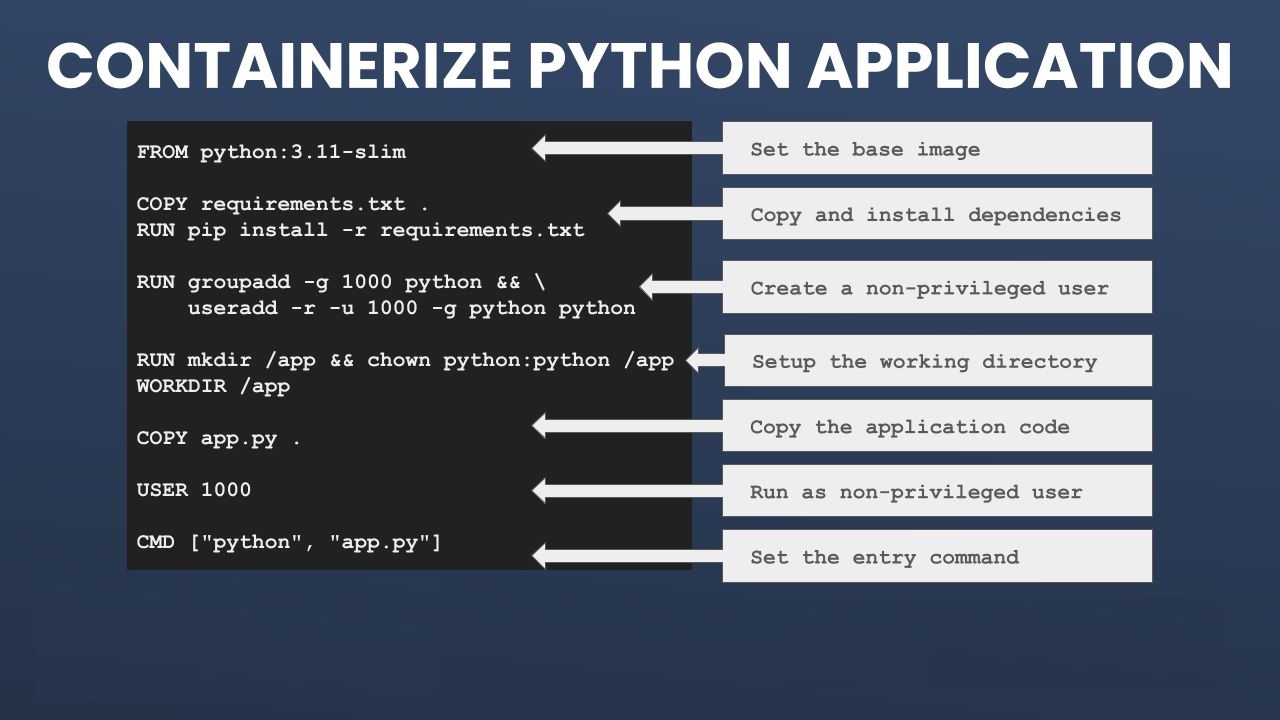 CONTAINERIZE PYTHON APPLICATION
FROM python:3.11-slim
Set the base image
COPY requirements.txt .
RUN pip install -r requirements.txt
Copy and install dependencies
RUN groupadd -g 1000 python && \
useradd -r -u 1000 -g python python
Create a non-privileged user
RUN mkdir /app && chown python:python /app
WORKDIR /app
Setup the working directory
COPY app.py .
Copy the application code
USER 1000
Run as non-privileged user
CMD ["python", "app.py"]
Set the entry command